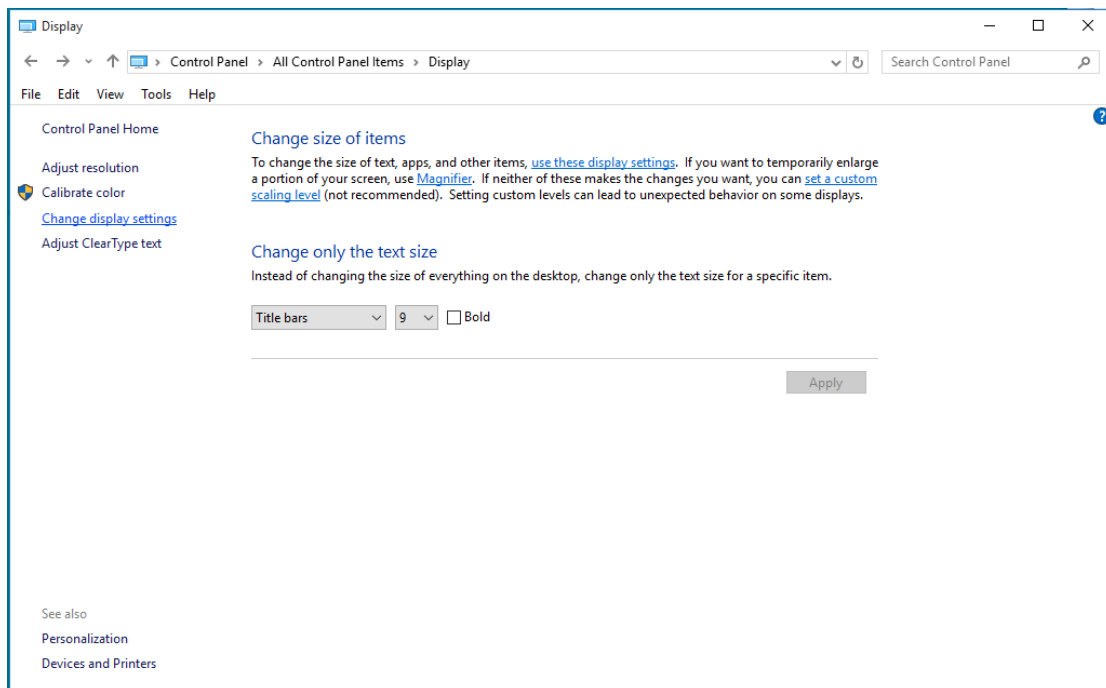 Display
Control Panel > All Control Panel Items > Display
Search Control Panel
File Edit View Tools Help
?
Control Panel Home
Adjust resolution
Calibrate color
Change display settings
Adjust ClearType text
Change size of items
To change the size of text, apps, and other items, use these display settings. If you want to temporarily enlarge
a portion of your screen, use Magnifier. If neither of these makes the changes you want, you can set a custom
scaling level (not recommended). Setting custom levels can lead to unexpected behavior on some displays.
Change only the text size
Instead of changing the size of everything on the desktop, change only the text size for a specific item.
Title bars 9 Bold
Apply
See also
Personalization
Devices and Printers